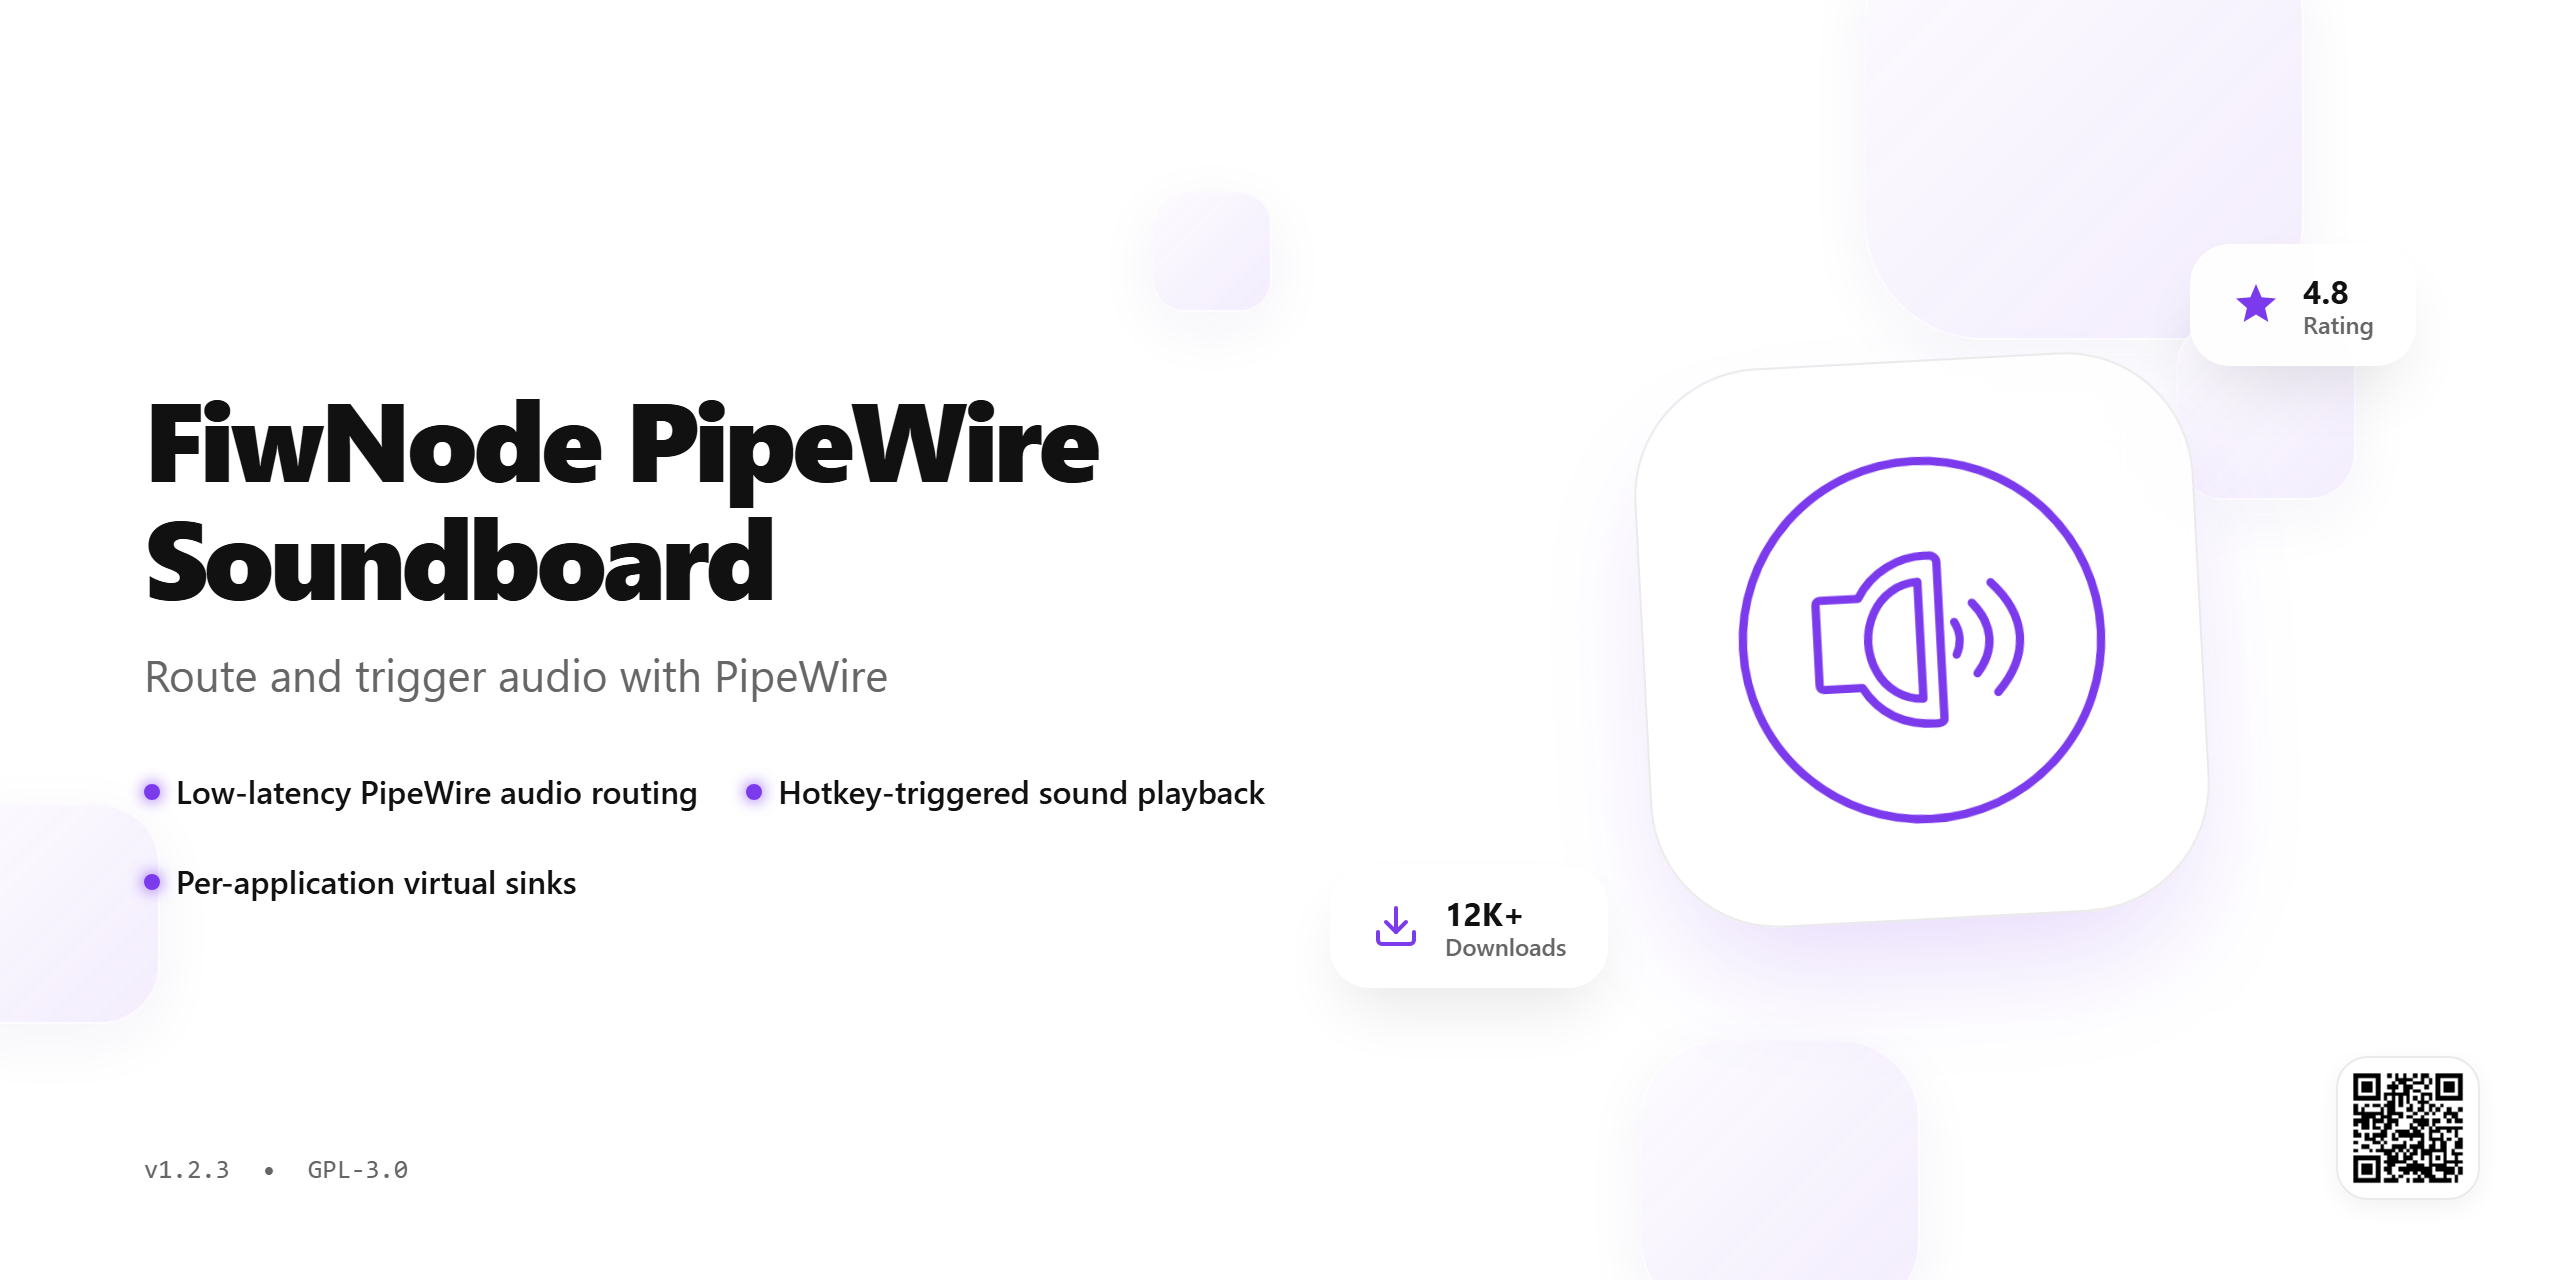 FiwNode PipeWire
Soundboard
Route and trigger audio with PipeWire
Low-latency PipeWire audio routing
Hotkey-triggered sound playback
Per-application virtual sinks
4.8
Rating
12K+
Downloads
v1.2.3 • GPL-3.0